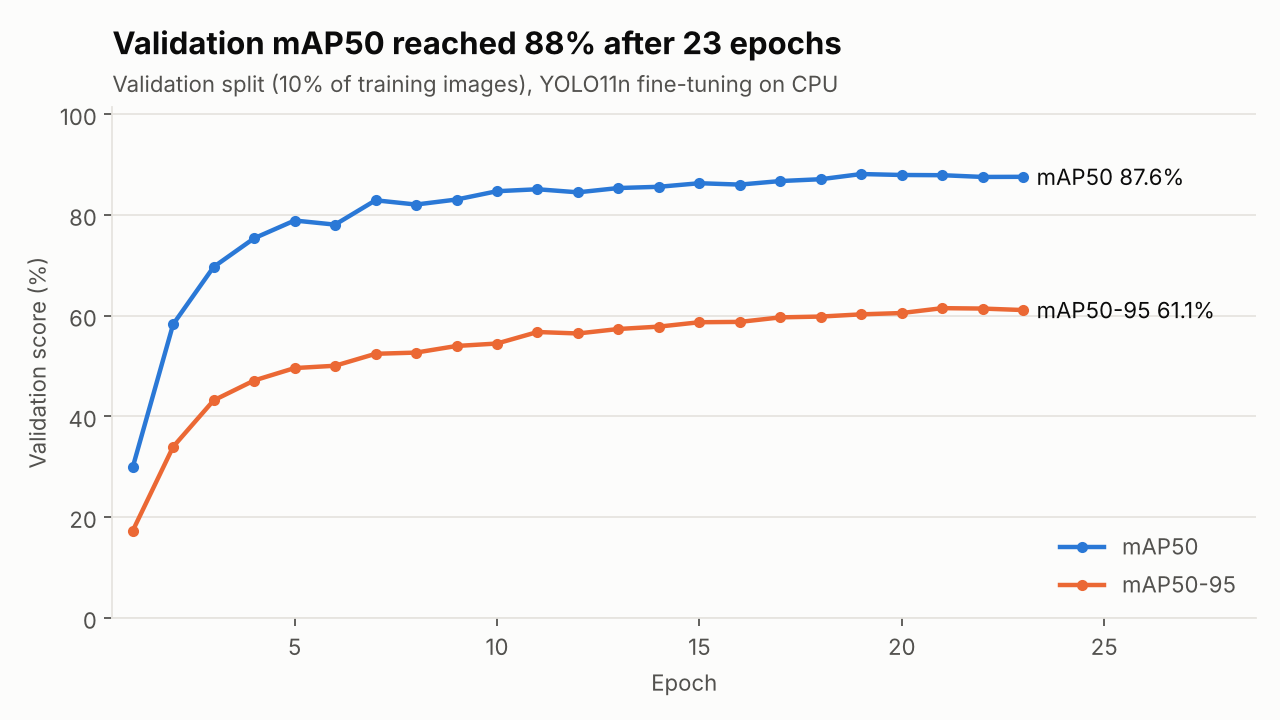 Validation mAP50 reached 88% after 23 epochs
Validation split (10% of training images), YOLO11n fine-tuning on CPU
Validation score (%)
100
80
60
40
20
0
mAP50 87.6%
mAP50-95 61.1%
mAP50
mAP50-95
5
10
15
20
25
Epoch